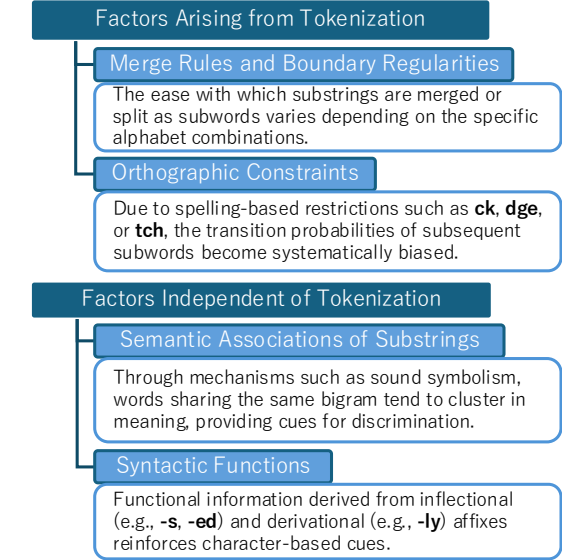 Factors Arising from Tokenization
Merge Rules and Boundary Regularities
The ease with which substrings are merged or
split as subwords varies depending on the specific
alphabet combinations.
Orthographic Constraints
Due to spelling-based restrictions such as ck, dge,
or tch, the transition probabilities of subsequent
subwords become systematically biased.
Factors Independent of Tokenization
Semantic Associations of Substrings
Through mechanisms such as sound symbolism,
words sharing the same bigram tend to cluster in
meaning, providing cues for discrimination.
Syntactic Functions
Functional information derived from inflectional
(e.g., -s, -ed) and derivational (e.g., -ly) affixes
reinforces character-based cues.